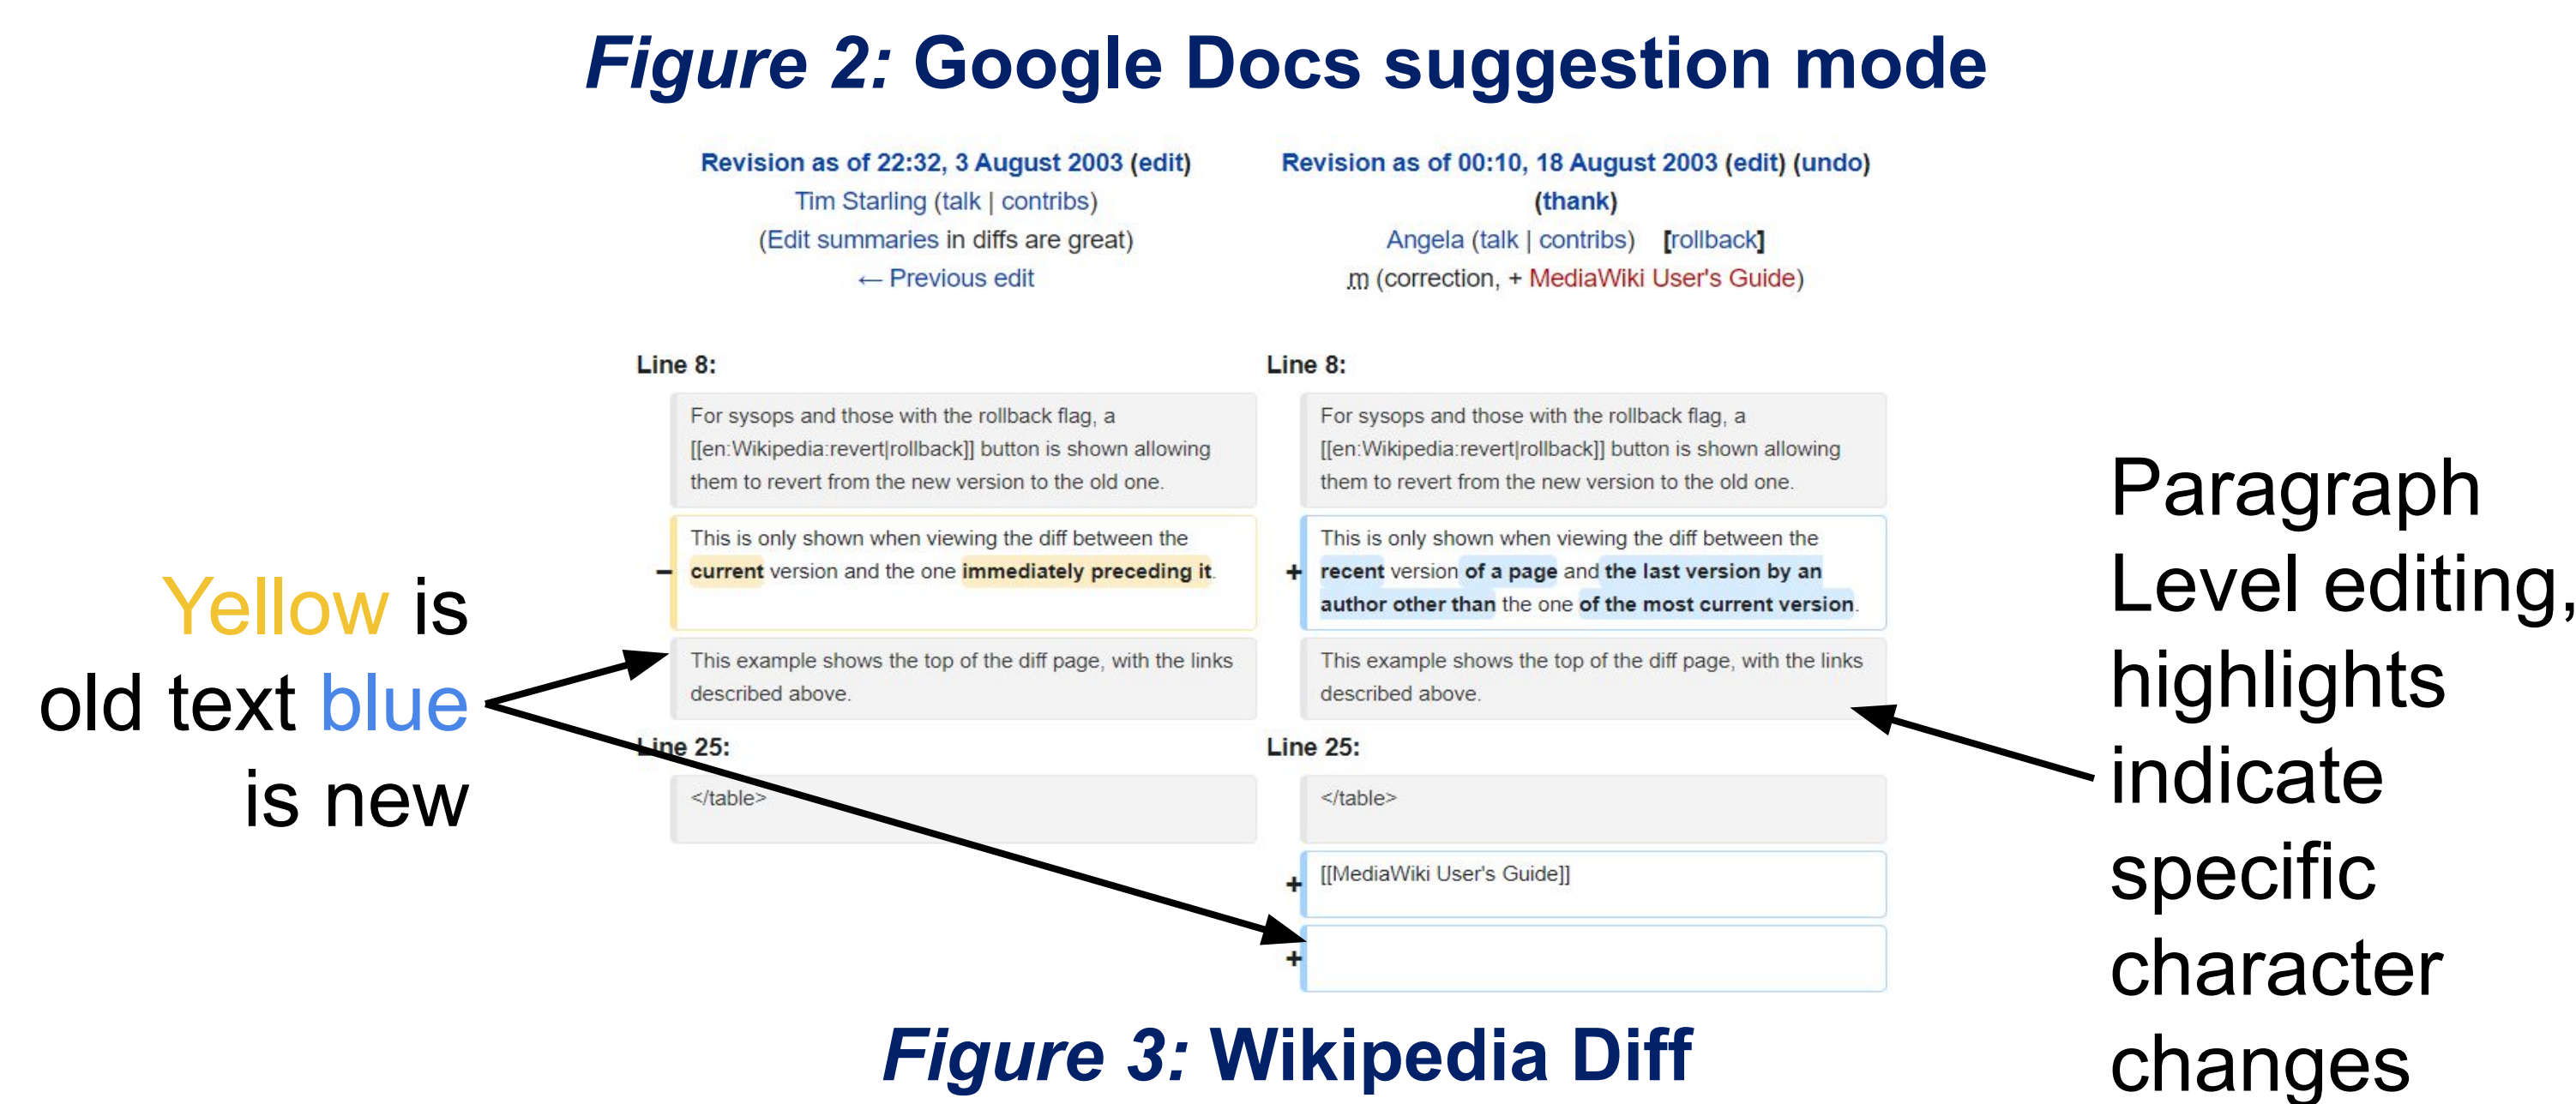 Figure 2: Google Docs suggestion mode
Revision as of 22:32, 3 August 2003 (edit)
Tim Starling (talk | contribs)
(Edit summaries in diffs are great)
← Previous edit
Revision as of 00:10, 18 August 2003 (edit) (undo)
(thank)
Angela (talk | contribs) [rollback]
m (correction, + MediaWiki User's Guide)
Line 8:
Line 8:
For sysops and those with the rollback flag, a
[[en:Wikipedia:revert|rollback]] button is shown allowing
them to revert from the new version to the old one.
For sysops and those with the rollback flag, a
[[en:Wikipedia:revert|rollback]] button is shown allowing
them to revert from the new version to the old one.
− This is only shown when viewing the diff between the
current version and the one immediately preceding it.
+ This is only shown when viewing the diff between the
recent version of a page and the last version by an
author other than the one of the most current version.
This example shows the top of the diff page, with the links
described above.
This example shows the top of the diff page, with the links
described above.
Line 25:
Line 25:
</table>
</table>
+ [[MediaWiki User's Guide]]
+
Yellow is
old text blue
is new
Paragraph
Level editing,
highlights
indicate
specific
character
changes
Figure 3: Wikipedia Diff